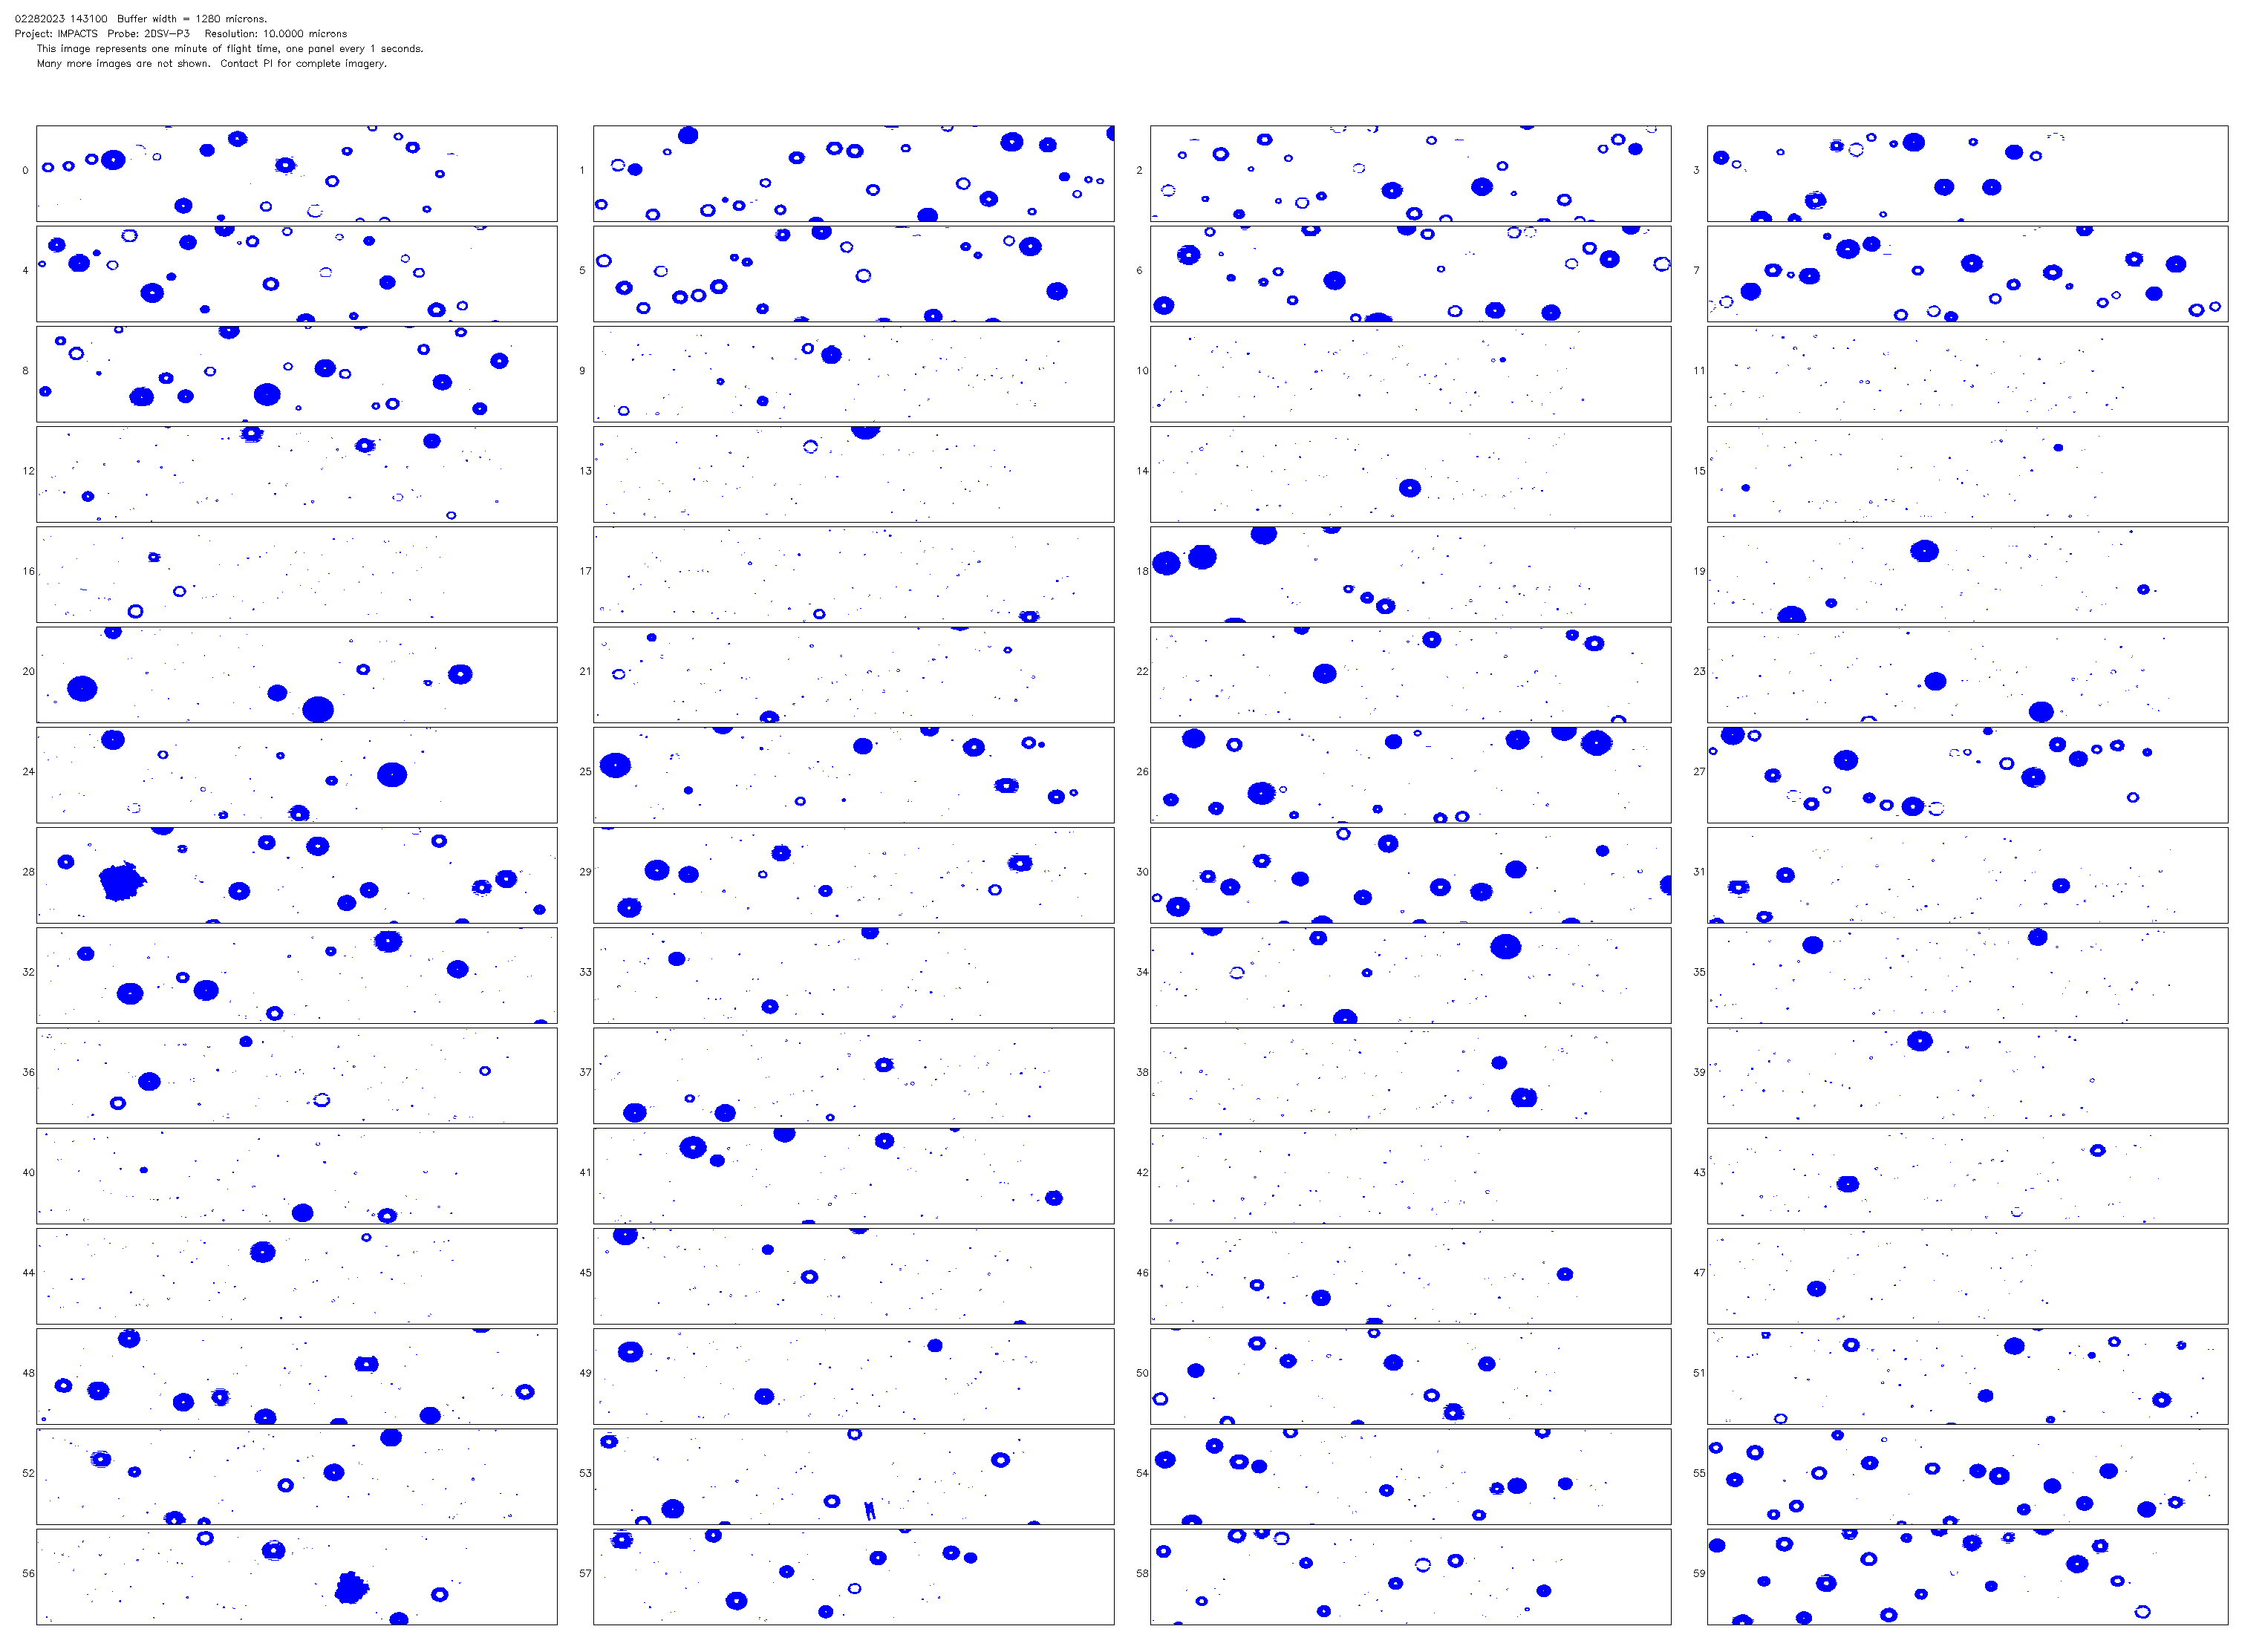 02282023 143100 Buffer width = 1280 microns.
Project: IMPACTS Probe: 2DSV-P3 Resolution: 10.0000 microns
This image represents one minute of flight time, one panel every 1 seconds.
Many more images are not shown. Contact PI for complete imagery.
0 1 2 3
4 5 6 7
8 9 10 11
12 13 14 15
16 17 18 19
20 21 22 23
24 25 26 27
28 29 30 31
32 33 34 35
36 37 38 39
40 41 42 43
44 45 46 47
48 49 50 51
52 53 54 55
56 57 58 59